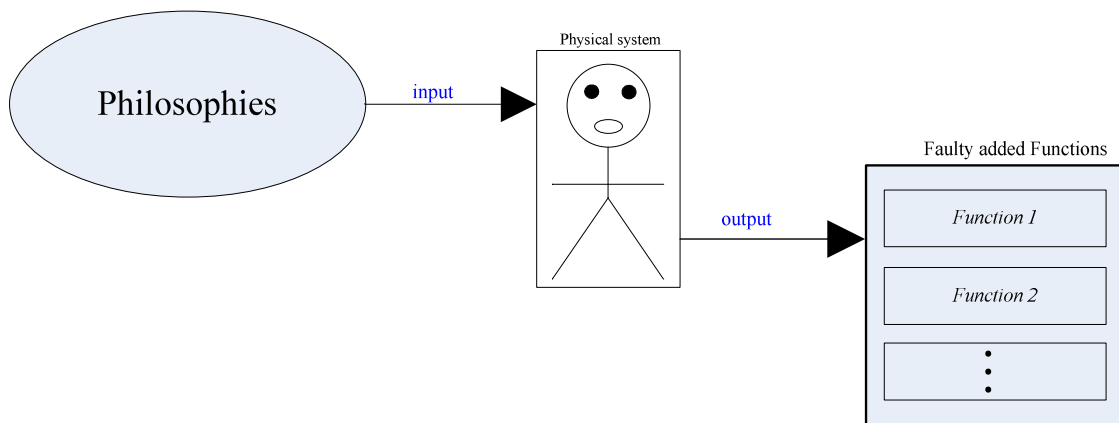 Philosophies
input
Physical system
output
Faulty added Functions
Function 1
Function 2